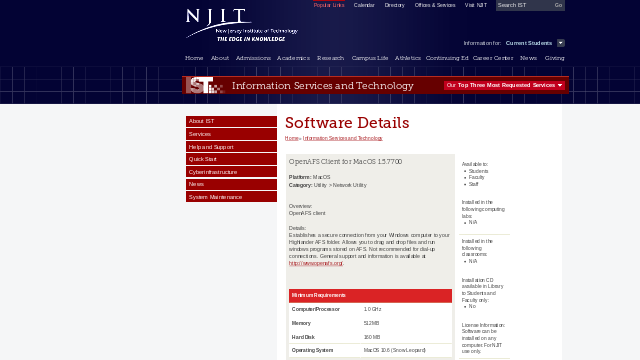 Popular Links Calendar Directory Offices & Services Visit NJIT Search IST Go
NJIT
New Jersey Institute of Technology
THE EDGE IN KNOWLEDGE
Information for: Current Students
Home About Admissions Academics Research Campus Life Athletics Continuing Ed Career Center News Giving
IST Information Services and Technology Our Top Three Most Requested Services
About IST
Services
Help and Support
Quick Start
Cyberinfrastructure
News
System Maintenance
Software Details
Home» Information Services and Technology
OpenAFS Client for MacOS 1.5.7700
Platform: MacOS
Category: Utility > Network Utility
Overview:
OpenAFS client
Details:
Establishes a secure connection from your Windows computer to your
Highlander AFS folder. Allows you to drag and drop files and run
windows programs stored on AFS. Not recommended for dial-up
connections. General support and information is available at
http://www.openafs.org/.
Minimum Requirements
Computer/Processor 1.0 GHz
Memory 512MB
Hard Disk 160 MB
Operating System MacOS 10.6 (Snow Leopard)
Available to:
• Students
• Faculty
• Staff
Installed in the
following computing
labs:
• N/A
Installed in the
following
classrooms:
• N/A
Installation CD
available in Library
to Students and
Faculty only:
• No
License Information:
Software can be
installed on any
computer. For NJIT
use only.